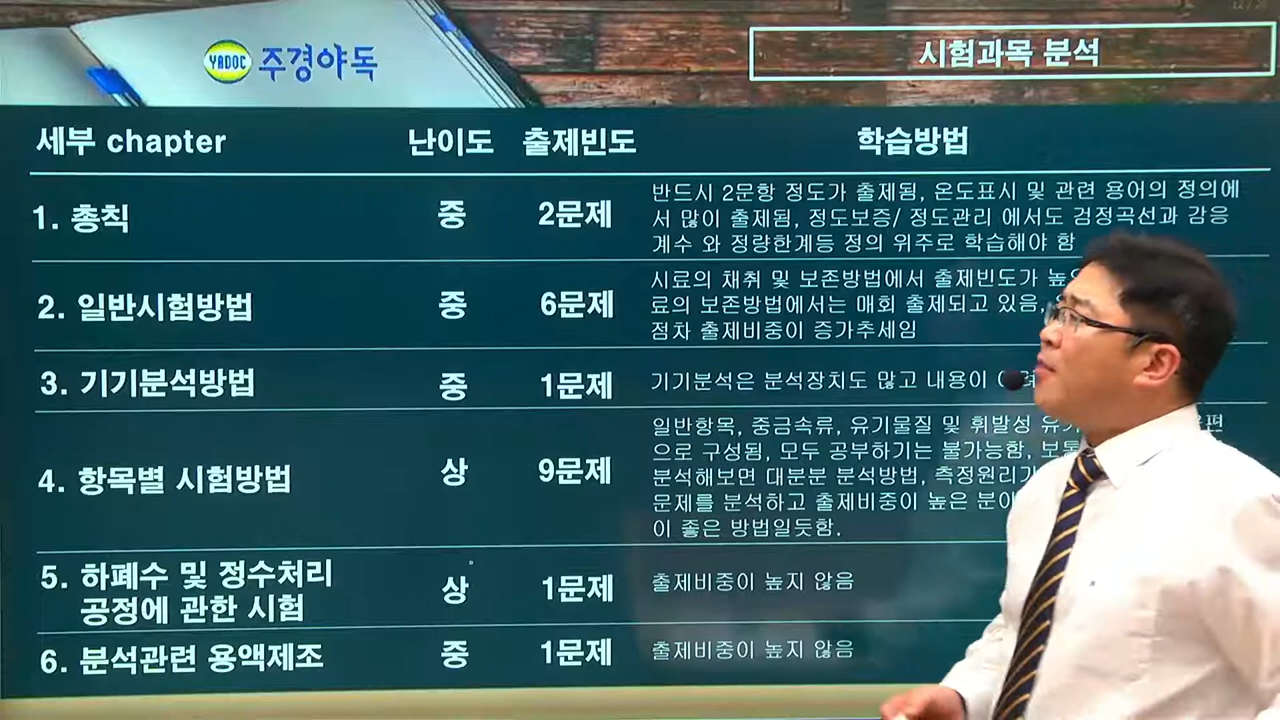 YADOC 주경야독
시험과목 분석
세부 chapter 난이도 출제빈도 학습방법
1. 총칙 중 2문제
반드시 2문항 정도가 출제됨, 온도표시 및 관련 용어의 정의에
서 많이 출제됨, 정도보증/ 정도관리 에서도 검정곡선과 감응
계수 와 정량한계등 정의 위주로 학습해야 함
2. 일반시험방법 중 6문제
시료의 채취 및 보존방법에서 출제빈도가
료의 보존방법에서는 매회 출제되고 있음,
점차 출제비중이 증가추세임
3. 기기분석방법 중 1문제
기기분석은 분석장치도 많고 내용이
4. 항목별 시험방법 상 9문제
일반항목, 중금속류, 유기물질 및 휘발성
으로 구성됨, 모두 공부하기는 불가능함,
분석해보면 대분분 분석방법,
문제를 분석하고 출제비중이 높은
이 좋은 방법일듯함.
5. 하폐수 및 정수처리
공정에 관한 시험 상 1문제
출제비중이 높지 않음
6. 분석관련 용액제조 중 1문제
출제비중이 높지 않음